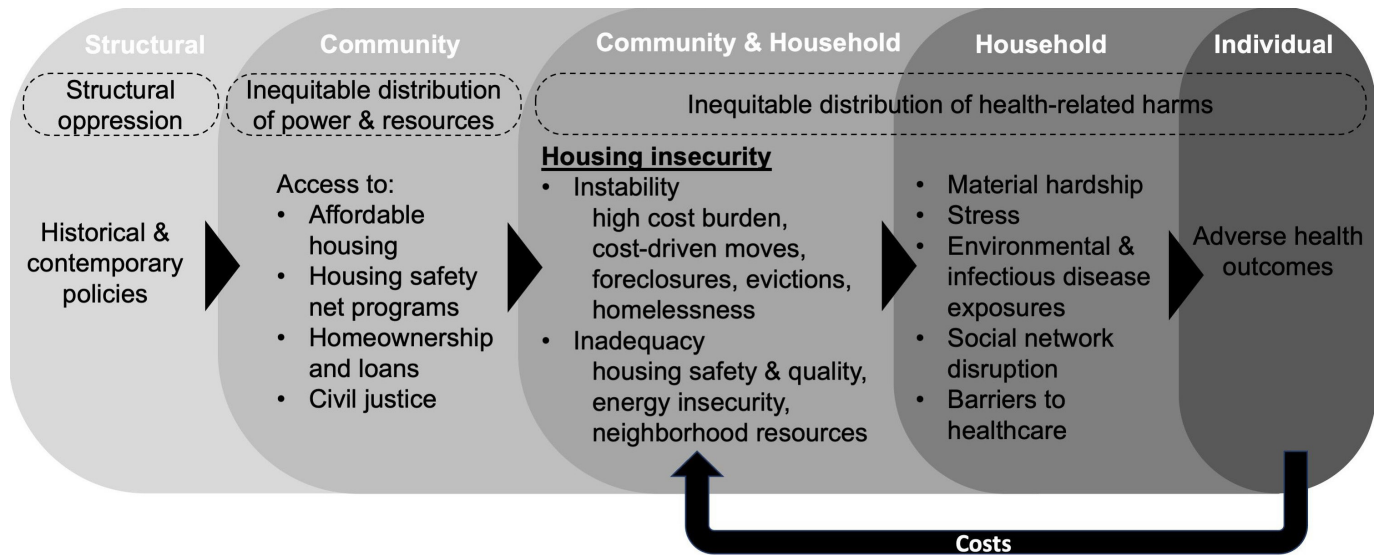 Structural
Community
Community & Household
Household
Individual
Structural
oppression
Inequitable distribution
of power & resources
Inequitable distribution of health-related harms
Historical &
contemporary
policies
Access to:
• Affordable
housing
• Housing safety
net programs
• Homeownership
and loans
• Civil justice
Housing insecurity
• Instability
high cost burden,
cost-driven moves,
foreclosures, evictions,
homelessness
• Inadequacy
housing safety & quality,
energy insecurity,
neighborhood resources
• Material hardship
• Stress
• Environmental &
infectious disease
exposures
• Social network
disruption
• Barriers to
healthcare
Adverse health
outcomes
Costs